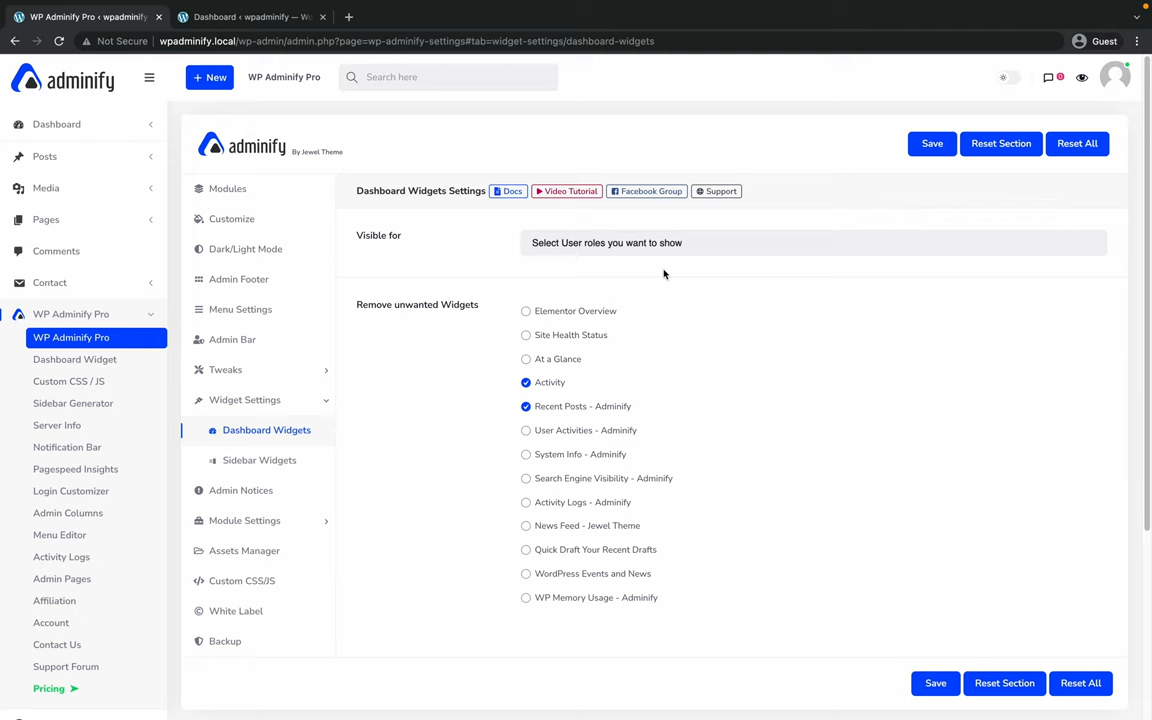 WP Adminify Pro ‹ wpadminify
Dashboard ‹ wpadminify — Wo
Not Secure
wpadminify.local/wp-admin/admin.php?page=wp-adminify-settings#tab=widget-settings/dashboard-widgets
Guest
adminify
+ New
WP Adminify Pro
Search here
0
Dashboard
Posts
Media
Pages
Comments
Contact
WP Adminify Pro
WP Adminify Pro
Dashboard Widget
Custom CSS / JS
Sidebar Generator
Server Info
Notification Bar
Pagespeed Insights
Login Customizer
Admin Columns
Menu Editor
Activity Logs
Admin Pages
Affiliation
Account
Contact Us
Support Forum
Pricing ➤
adminify By Jewel Theme
Save
Reset Section
Reset All
Modules
Customize
Dark/Light Mode
Admin Footer
Menu Settings
Admin Bar
Tweaks
Widget Settings
Dashboard Widgets
Sidebar Widgets
Admin Notices
Module Settings
Assets Manager
Custom CSS/JS
White Label
Backup
Dashboard Widgets Settings Docs Video Tutorial Facebook Group Support
Visible for
Select User roles you want to show
Remove unwanted Widgets
Elementor Overview
Site Health Status
At a Glance
Activity
Recent Posts - Adminify
User Activities - Adminify
System Info - Adminify
Search Engine Visibility - Adminify
Activity Logs - Adminify
News Feed - Jewel Theme
Quick Draft Your Recent Drafts
WordPress Events and News
WP Memory Usage - Adminify
Save
Reset Section
Reset All